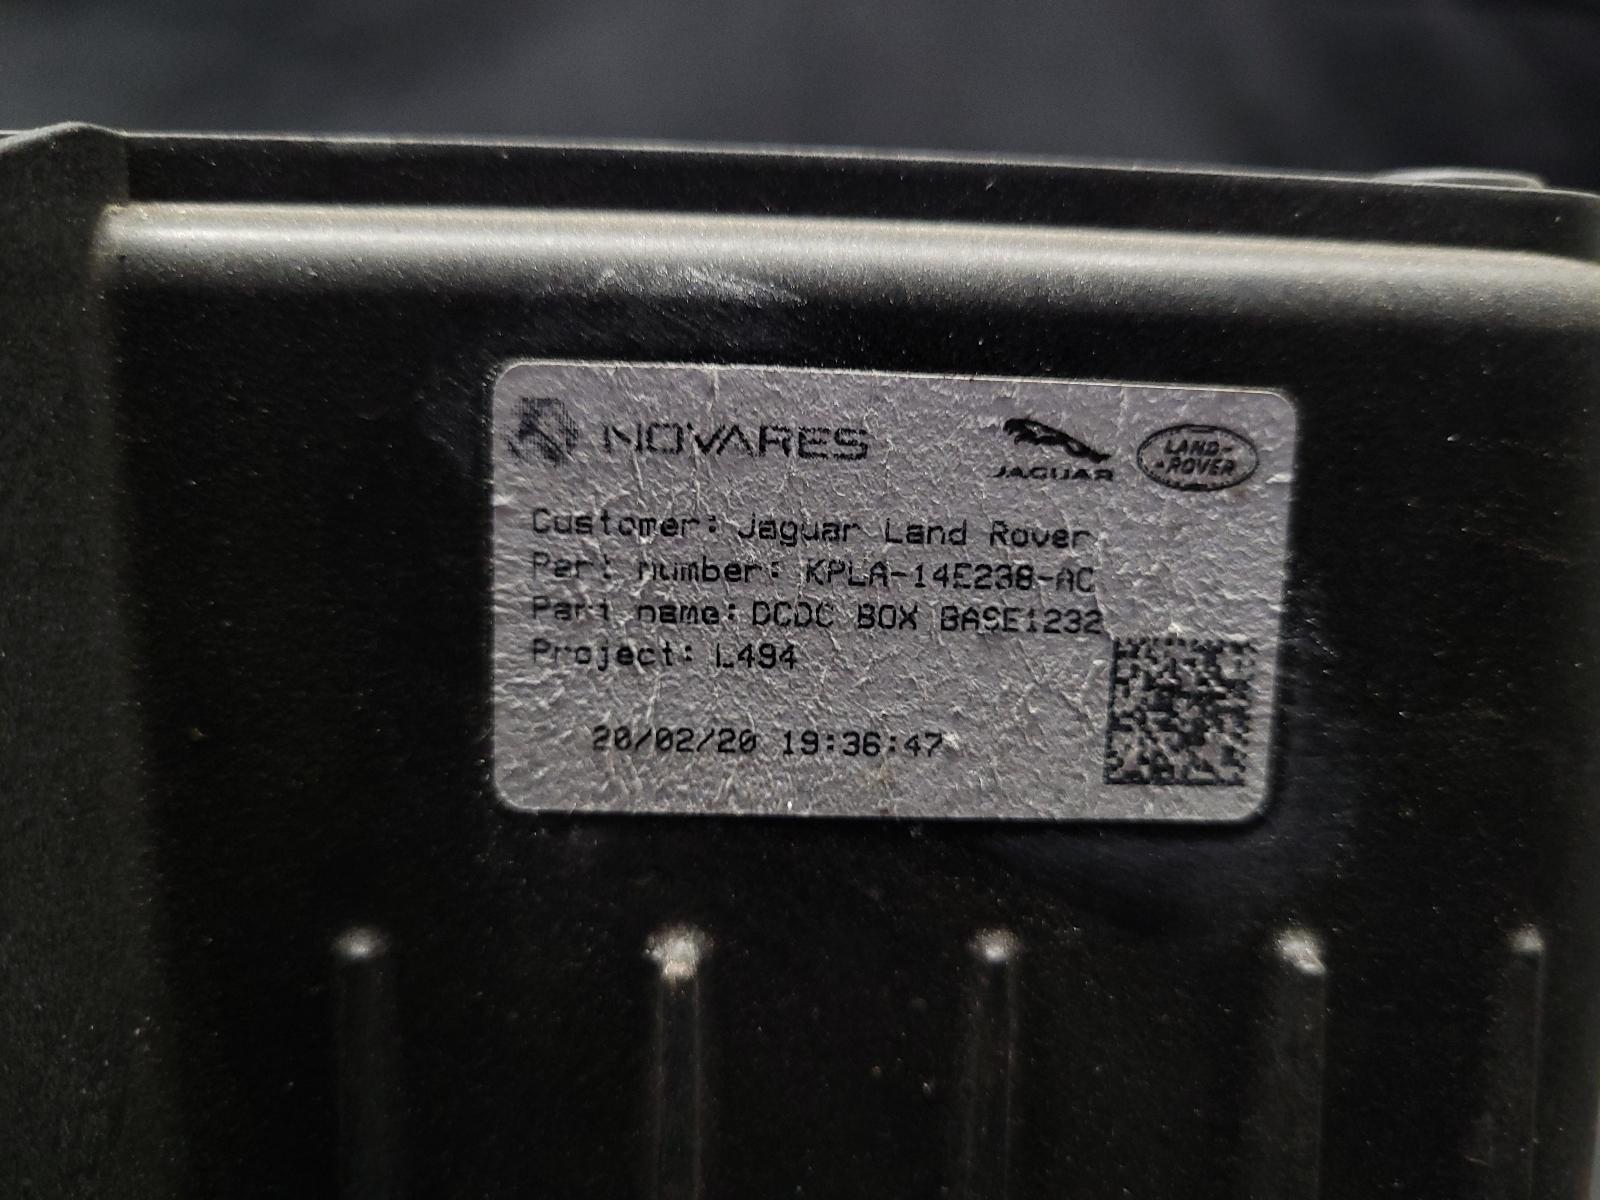 NOVARES
JAGUAR
LAND-
ROVER
Customer: Jaguar Land Rover
Part number: KPLA-14E238-AC
Part name: DCDC BOX BASE1232
Project: L494
20/02/20 19:36:47